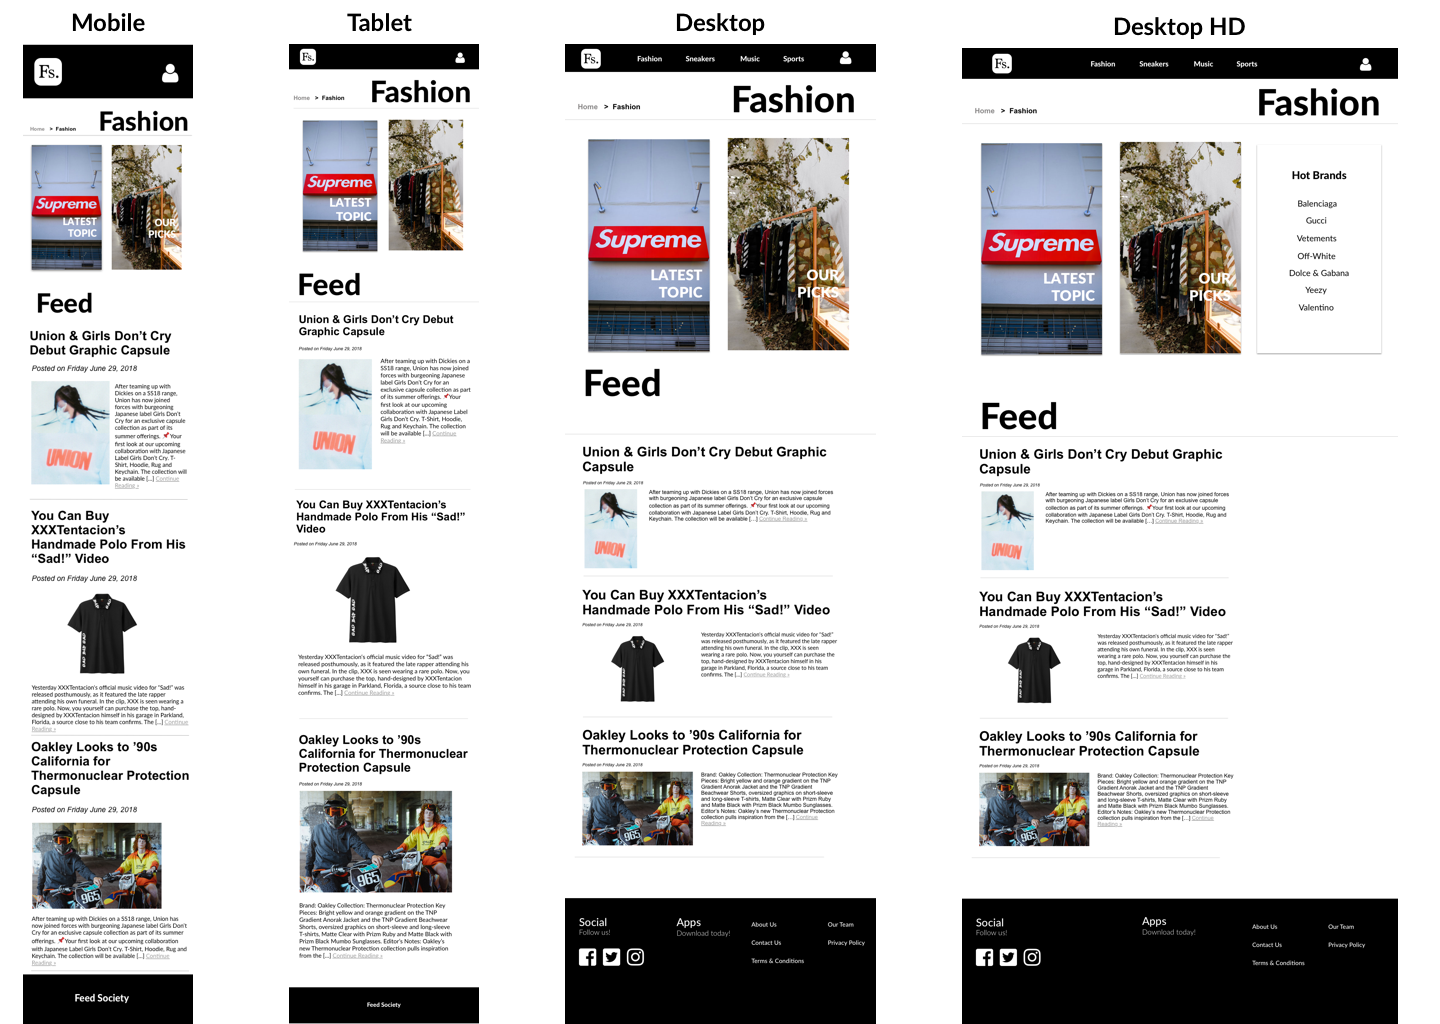 Mobile
Fs.
Home > Fashion
Fashion
Supreme
LATEST
TOPIC
OUR
PICKS
Feed
Union & Girls Don't Cry
Debut Graphic Capsule
Posted on Friday June 29, 2018
After teaming up with
Dickies on a SS18 range,
Union has now joined
forces with burgeoning
Japanese label Girls Don't
Cry for an exclusive capsule
collection as part of its
summer offerings. 📌Your
first look at our upcoming
collaboration with Japanese
Label Girls Don't Cry. T-
Shirt, Hoodie, Rug and
Keychain. The collection will
be available [...] Continue
Reading »
UNION
You Can Buy
XXXTentacion's
Handmade Polo From His
“Sad!” Video
Posted on Friday June 29, 2018
Yesterday XXXTentacion's official music video for “Sad!” was
released posthumously, as it featured the late rapper
attending his own funeral. In the clip, XXX is seen wearing a
rare polo. Now, you yourself can purchase the top, hand-
designed by XXXTentacion himself in his garage in Parkland,
Florida, a source close to his team confirms. The [...] Continue
Reading »
Oakley Looks to ’90s
California for
Thermonuclear Protection
Capsule
Posted on Friday June 29, 2018
965
After teaming up with Dickies on a SS18 range, Union has
now joined forces with burgeoning Japanese label Girls Don't
Cry for an exclusive capsule collection as part of its summer
offerings. 📌Your first look at our upcoming collaboration
with Japanese Label Girls Don't Cry. T-Shirt, Hoodie, Rug and
Keychain. The collection will be available [...] Continue
Reading »
Feed Society
Tablet
Fs.
Home > Fashion
Fashion
Supreme
LATEST
TOPIC
Feed
Union & Girls Don't Cry Debut
Graphic Capsule
Posted on Friday June 29, 2018
After teaming up with Dickies on a
SS18 range, Union has now joined
forces with burgeoning Japanese
label Girls Don't Cry for an
exclusive capsule collection as part
of its summer offerings. 📌Your
first look at our upcoming
collaboration with Japanese Label
Girls Don't Cry. T-Shirt, Hoodie,
Rug and Keychain. The collection
will be available [...] Continue
Reading »
UNION
You Can Buy XXXTentacion's
Handmade Polo From His “Sad!”
Video
Posted on Friday June 29, 2018
Yesterday XXXTentacion's official music video for “Sad!” was
released posthumously, as it featured the late rapper attending his
own funeral. In the clip, XXX is seen wearing a rare polo. Now, you
yourself can purchase the top, hand-designed by XXXTentacion
himself in his garage in Parkland, Florida, a source close to his team
confirms. The [...] Continue Reading »
Oakley Looks to ’90s
California for Thermonuclear
Protection Capsule
Posted on Friday June 29, 2018
965
Brand: Oakley Collection: Thermonuclear Protection Key
Pieces: Bright yellow and orange gradient on the TNP
Gradient Anorak Jacket and the TNP Gradient Beachwear
Shorts, oversized graphics on short-sleeve and long-sleeve
T-shirts, Matte Clear with Prizm Ruby and Matte Black with
Prizm Black Mumbo Sunglasses. Editor's Notes: Oakley's
new Thermonuclear Protection collection pulls inspiration
from the [...] Continue Reading »
Feed Society
Desktop
Fs.
Fashion Sneakers Music Sports
Home > Fashion
Fashion
Supreme
LATEST
TOPIC
OUR
PICKS
Feed
Union & Girls Don't Cry Debut Graphic
Capsule
Posted on Friday June 29, 2018
After teaming up with Dickies on a SS18 range, Union has now joined forces
with burgeoning Japanese label Girls Don't Cry for an exclusive capsule
collection as part of its summer offerings. 📌Your first look at our upcoming
collaboration with Japanese Label Girls Don't Cry. T-Shirt, Hoodie, Rug and
Keychain. The collection will be available [...] Continue Reading »
UNION
You Can Buy XXXTentacion's
Handmade Polo From His “Sad!” Video
Posted on Friday June 29, 2018
Yesterday XXXTentacion's official music video for “Sad!”
was released posthumously, as it featured the late rapper
attending his own funeral. In the clip, XXX is seen
wearing a rare polo. Now, you yourself can purchase the
top, hand-designed by XXXTentacion himself in his garage
in Parkland, Florida, a source close to his team
confirms. The [...] Continue Reading »
Oakley Looks to ’90s California for
Thermonuclear Protection Capsule
Posted on Friday June 29, 2018
965
Brand: Oakley Collection: Thermonuclear Protection Key
Pieces: Bright yellow and orange gradient on the TNP
Gradient Anorak Jacket and the TNP Gradient
Beachwear Shorts, oversized graphics on short-sleeve
and long-sleeve T-shirts, Matte Clear with Prizm Ruby
and Matte Black with Prizm Black Mumbo Sunglasses.
Editor's Notes: Oakley's new Thermonuclear Protection
collection pulls inspiration from the [...] Continue
Reading »
Social
Follow us!
Apps
Download today!
About Us
Contact Us
Terms & Conditions
Our Team
Privacy Policy
Desktop HD
Fs.
Fashion Sneakers Music Sports
Home > Fashion
Fashion
Supreme
LATEST
TOPIC
OUR
PICKS
Hot Brands
Balenciaga
Gucci
Vetements
Off-White
Dolce & Gabana
Yeezy
Valentino
Feed
Union & Girls Don't Cry Debut Graphic
Capsule
Posted on Friday June 29, 2018
After teaming up with Dickies on a SS18 range, Union has now joined forces
with burgeoning Japanese label Girls Don't Cry for an exclusive capsule
collection as part of its summer offerings. 📌Your first look at our upcoming
collaboration with Japanese Label Girls Don't Cry. T-Shirt, Hoodie, Rug and
Keychain. The collection will be available [...] Continue Reading »
UNION
You Can Buy XXXTentacion's
Handmade Polo From His “Sad!” Video
Posted on Friday June 29, 2018
Yesterday XXXTentacion's official music video for “Sad!”
was released posthumously, as it featured the late rapper
attending his own funeral. In the clip, XXX is seen
wearing a rare polo. Now, you yourself can purchase the
top, hand-designed by XXXTentacion himself in his garage
in Parkland, Florida, a source close to his team
confirms. The [...] Continue Reading »
Oakley Looks to ’90s California for
Thermonuclear Protection Capsule
Posted on Friday June 29, 2018
965
Brand: Oakley Collection: Thermonuclear Protection Key
Pieces: Bright yellow and orange gradient on the TNP
Gradient Anorak Jacket and the TNP Gradient
Beachwear Shorts, oversized graphics on short-sleeve
and long-sleeve T-shirts, Matte Clear with Prizm Ruby
and Matte Black with Prizm Black Mumbo Sunglasses.
Editor's Notes: Oakley's new Thermonuclear Protection
collection pulls inspiration from the [...] Continue
Reading »
Social
Follow us!
Apps
Download today!
About Us
Contact Us
Terms & Conditions
Our Team
Privacy Policy